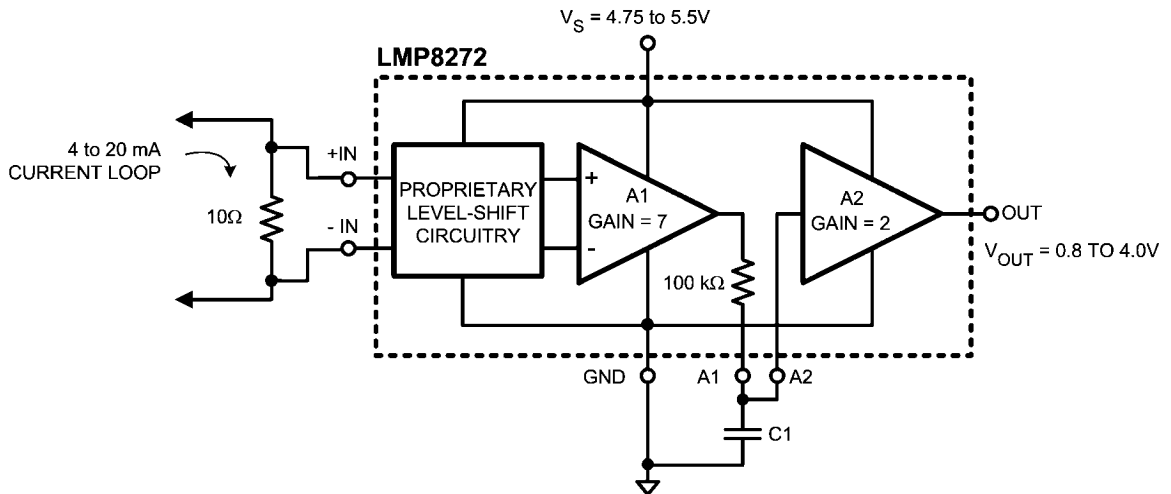 V_S = 4.75 to 5.5V
LMP8272
4 to 20 mA
CURRENT LOOP
10Ω
+IN
- IN
PROPRIETARY
LEVEL-SHIFT
CIRCUITRY
+
-
A1
GAIN = 7
100 kΩ
A2
GAIN = 2
OUT
V_OUT = 0.8 TO 4.0V
GND
A1
A2
C1